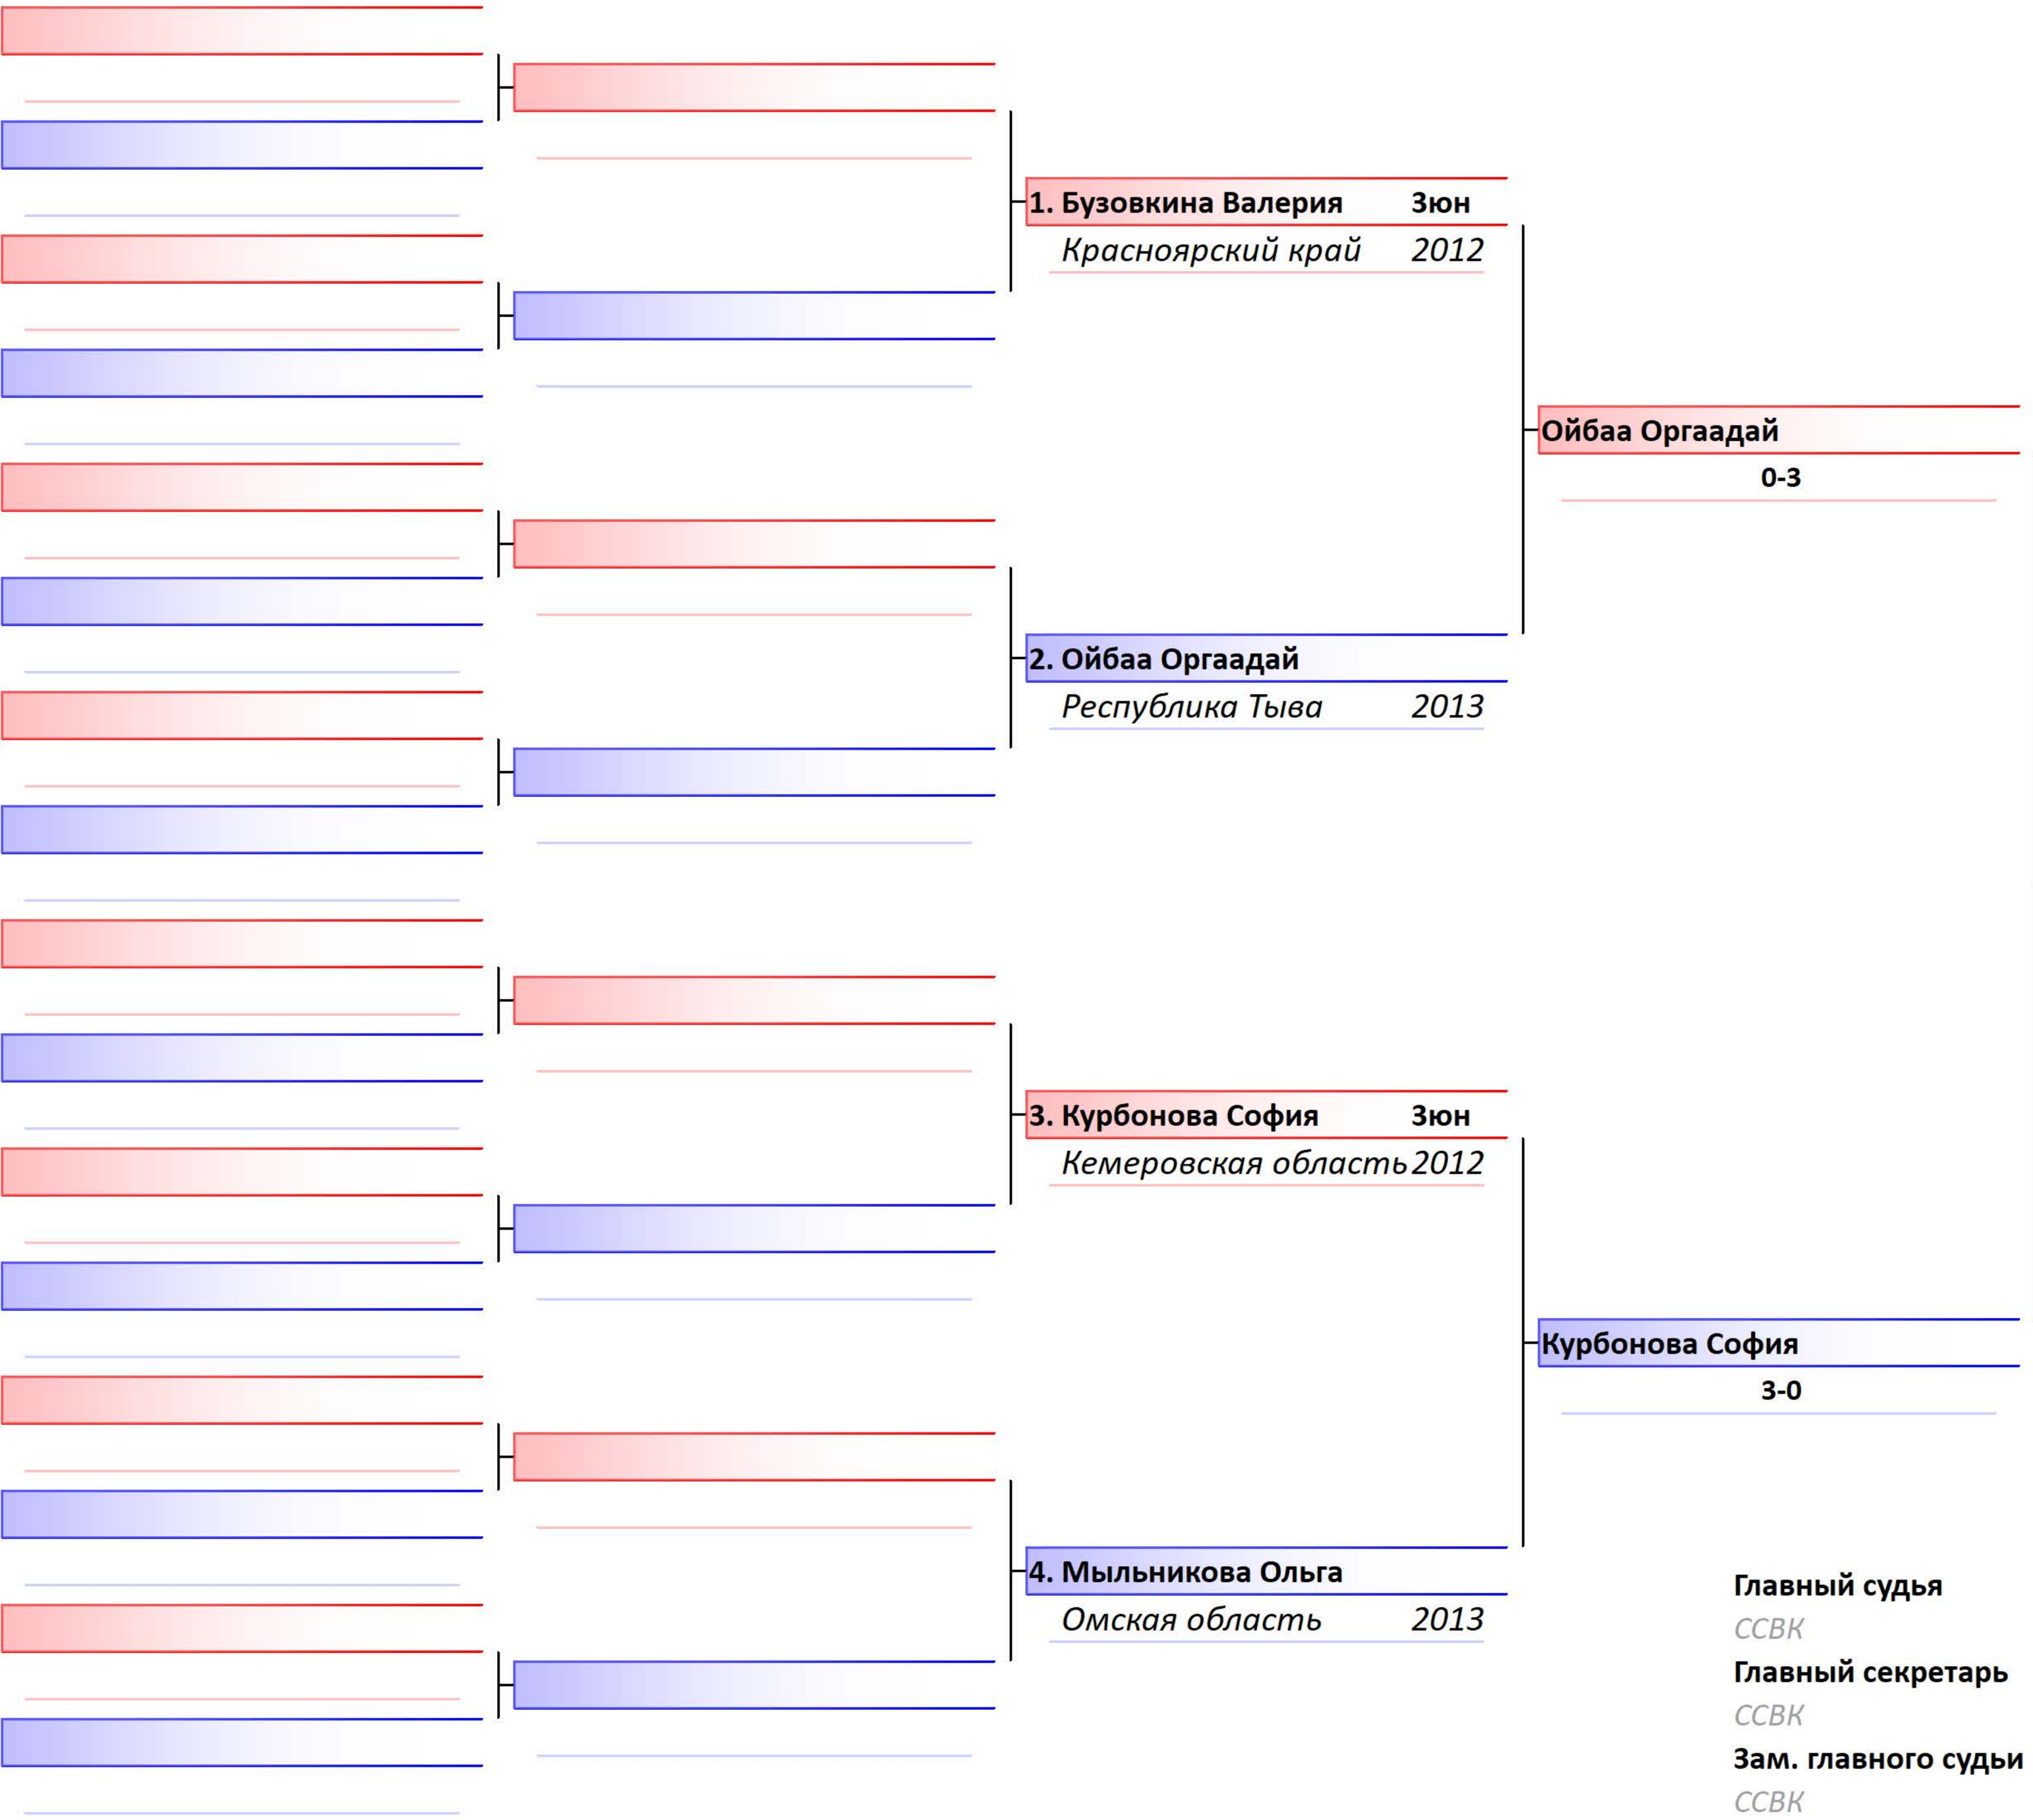 1. Бузовкина Валерия 3юн
Красноярский край 2012
Ойбаа Оргаадай
0-3
2. Ойбаа Оргаадай
Республика Тыва 2013
3. Курбонова София 3юн
Кемеровская область 2012
Курбонова София
3-0
4. Мыльникова Ольга
Омская область 2013
Главный судья
ССВК
Главный секретарь
ССВК
Зам. главного судьи
ССВК